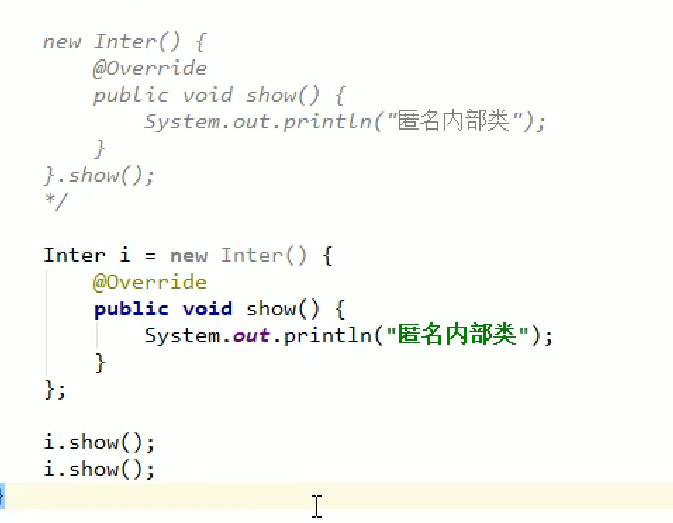 new Inter() {
@Override
public void show() {
System.out.println("匿名内部类");
}
}.show();
*/
Inter i = new Inter() {
@Override
public void show() {
System.out.println("匿名内部类");
}
};
i.show();
i.show();
}